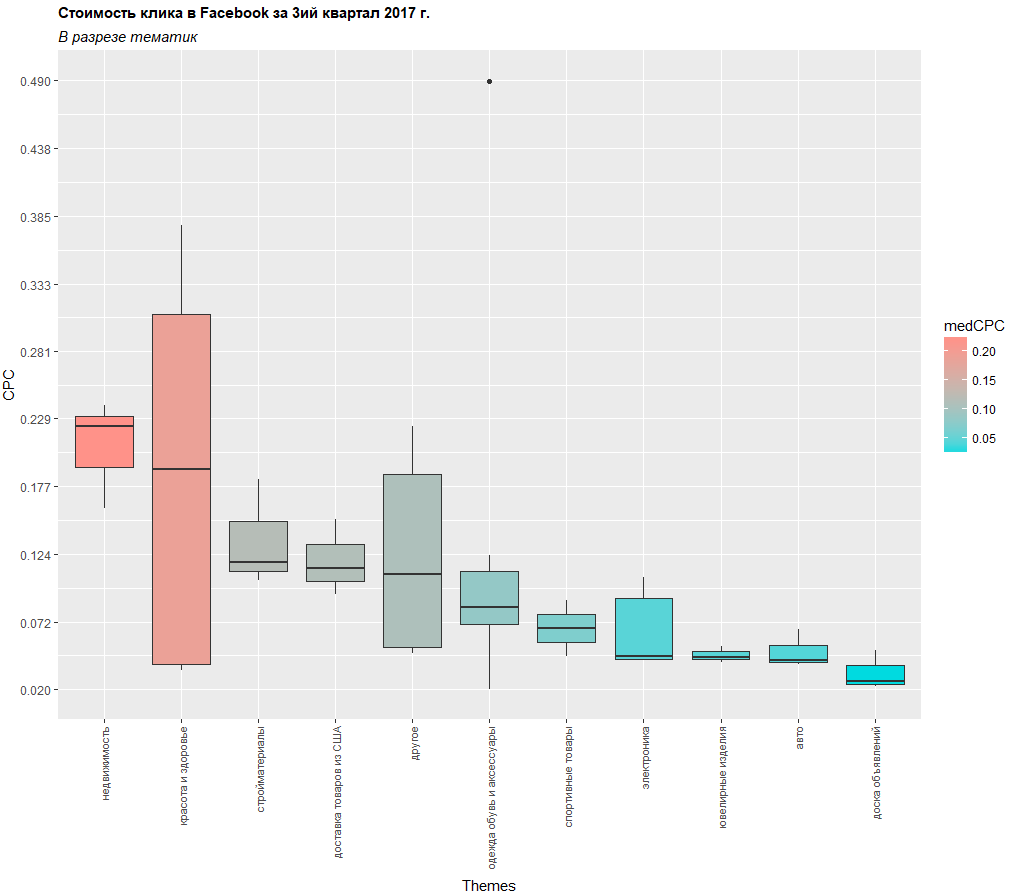 Стоимость клика в Facebook за 3ий квартал 2017 г.
В разрезе тематик
0.490
0.438
0.385
0.333
0.281
0.229
0.177
0.124
0.072
0.020
CPC
недвижимость
красота и здоровье
стройматериалы
доставка товаров из США
другое
одежда обувь и аксессуары
спортивные товары
электроника
ювелирные изделия
авто
доска объявлений
Themes
medCPC
0.20
0.15
0.10
0.05